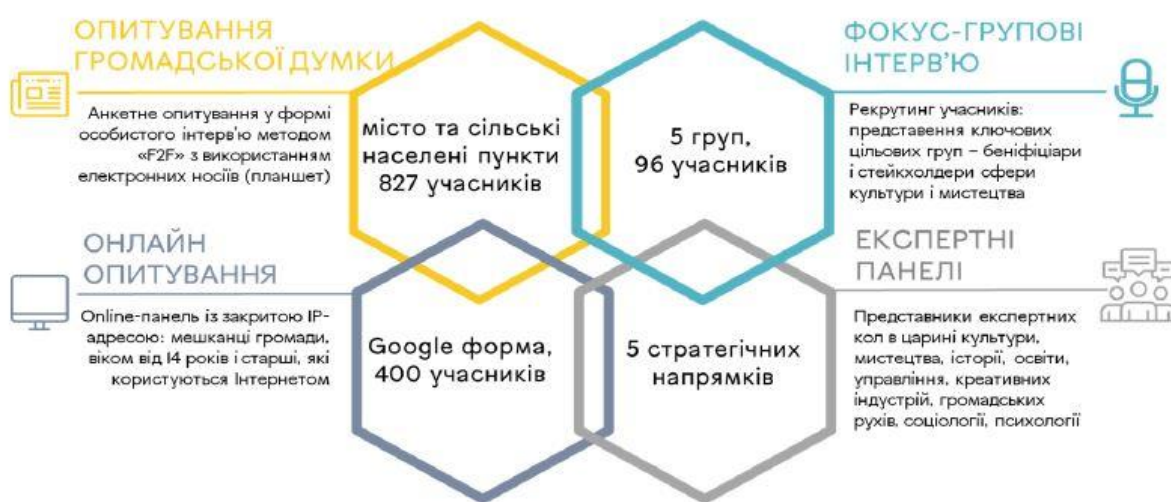 ОПИТУВАННЯ
ГРОМАДСЬКОЇ ДУМКИ
Анкетне опитування у формі
особистого інтерв'ю методом
«F2F» з використанням
електронних носіїв (планшет)
місто та сільські
населені пункти
827 учасників
5 груп,
96 учасників
ФОКУС-ГРУПОВІ
ІНТЕРВ'Ю
Рекрутинг учасників:
представення ключових
цільових груп – беніфіціари
і стейкхолдери сфери
культури і мистецтва
ОНЛАЙН
ОПИТУВАННЯ
Online-панель із закритою IP-
адресою: мешканці громади,
віком від 14 років і старші, які
користуються Інтернетом
Google форма,
400 учасників
5 стратегічних
напрямків
ЕКСПЕРТНІ
ПАНЕЛІ
Представники експертних
кол в царині культури,
мистецтва, історії, освіти,
управління, креативних
індустрій, громадських
рухів, соціології, психології